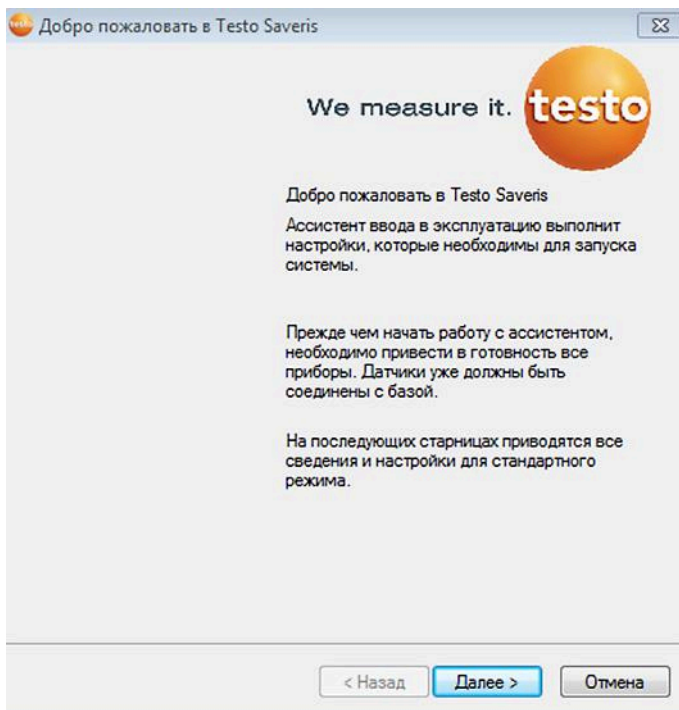 Добро пожаловать в Testo Saveris
We measure it. testo
Добро пожаловать в Testo Saveris
Ассистент ввода в эксплуатацию выполнит
настройки, которые необходимы для запуска
системы.
Прежде чем начать работу с ассистентом,
необходимо привести в готовность все
приборы. Датчики уже должны быть
соединены с базой.
На последующих старницах приводятся все
сведения и настройки для стандартного
режима.
< Назад Далее > Отмена